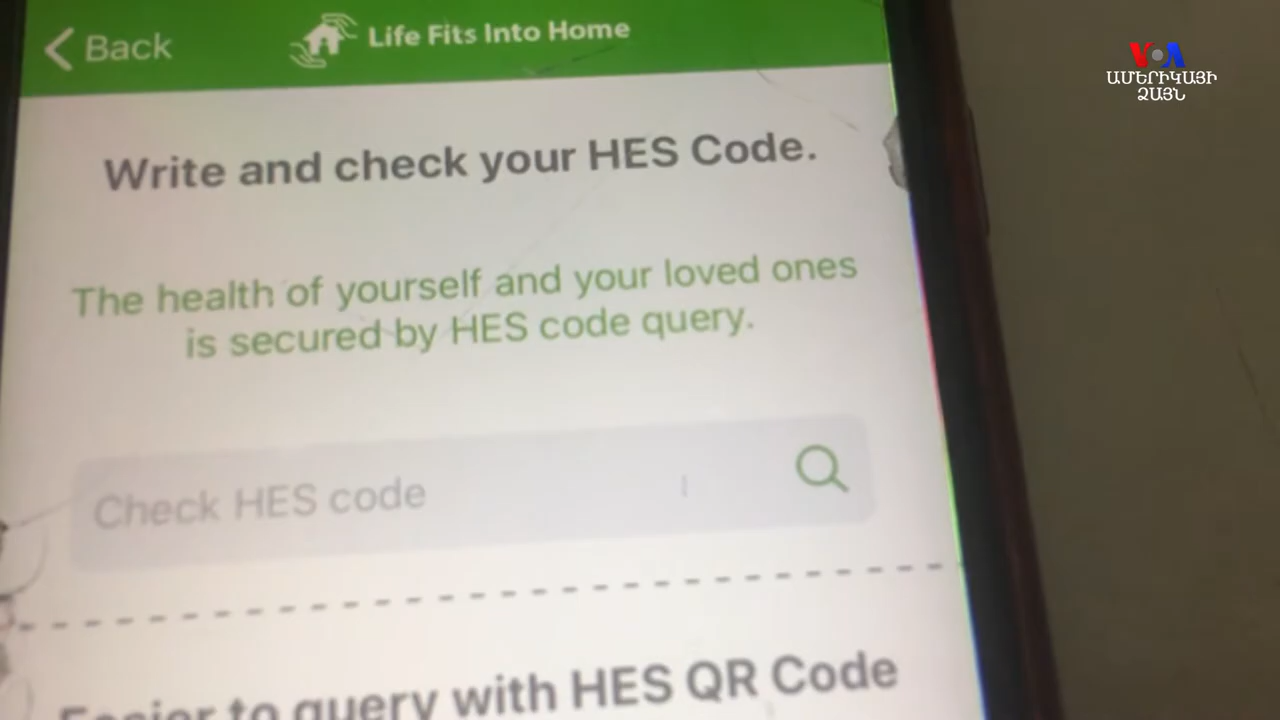 Back
Life Fits Into Home
VOA
ԱՄԵՐԻԿԱՅԻ
ՁԱՅՆ
Write and check your HES Code.
The health of yourself and your loved ones
is secured by HES code query.
Check HES code
Easier to query with HES QR Code